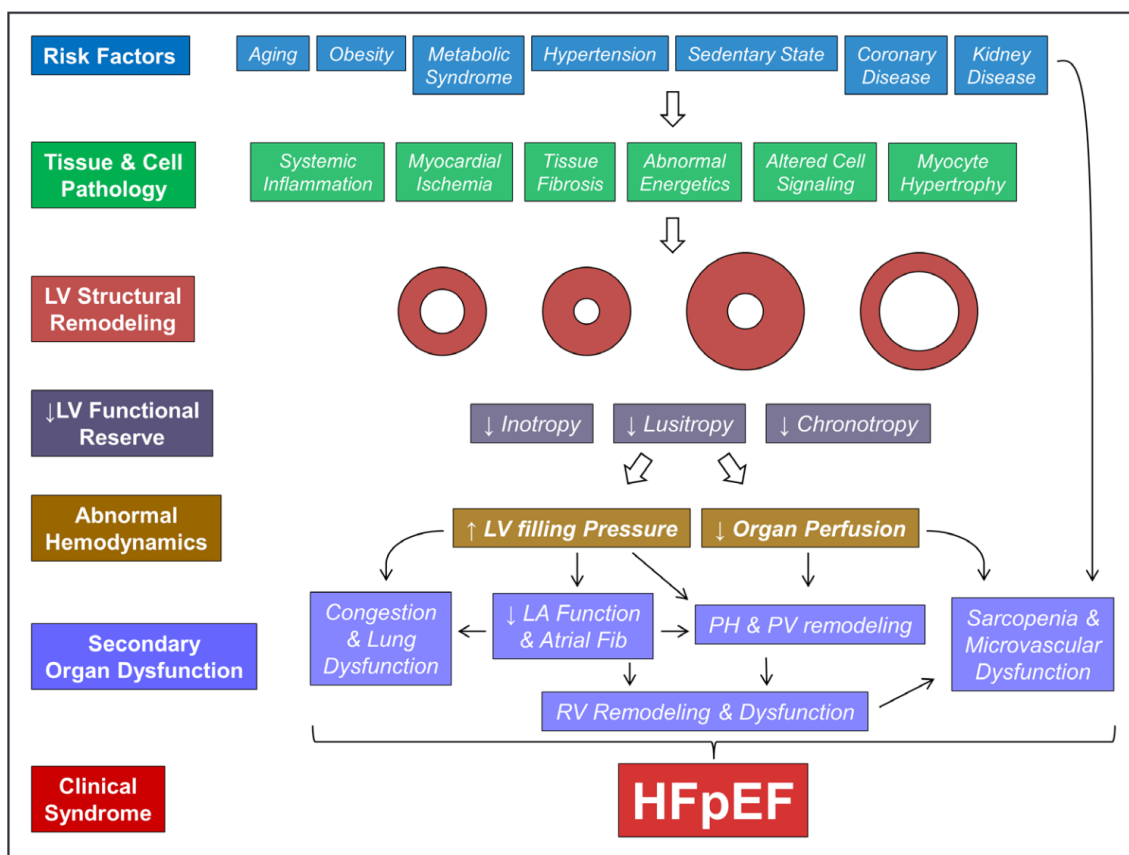 Risk Factors
Aging
Obesity
Metabolic
Syndrome
Hypertension
Sedentary State
Coronary
Disease
Kidney
Disease
Tissue & Cell
Pathology
Systemic
Inflammation
Myocardial
Ischemia
Tissue
Fibrosis
Abnormal
Energetics
Altered Cell
Signaling
Myocyte
Hypertrophy
LV Structural
Remodeling
↓LV Functional
Reserve
↓ Inotropy
↓ Lusitropy
↓ Chronotropy
Abnormal
Hemodynamics
↑ LV filling Pressure
↓ Organ Perfusion
Secondary
Organ Dysfunction
Congestion
& Lung
Dysfunction
↓ LA Function
& Atrial Fib
PH & PV remodeling
Sarcopenia &
Microvascular
Dysfunction
RV Remodeling & Dysfunction
Clinical
Syndrome
HFpEF